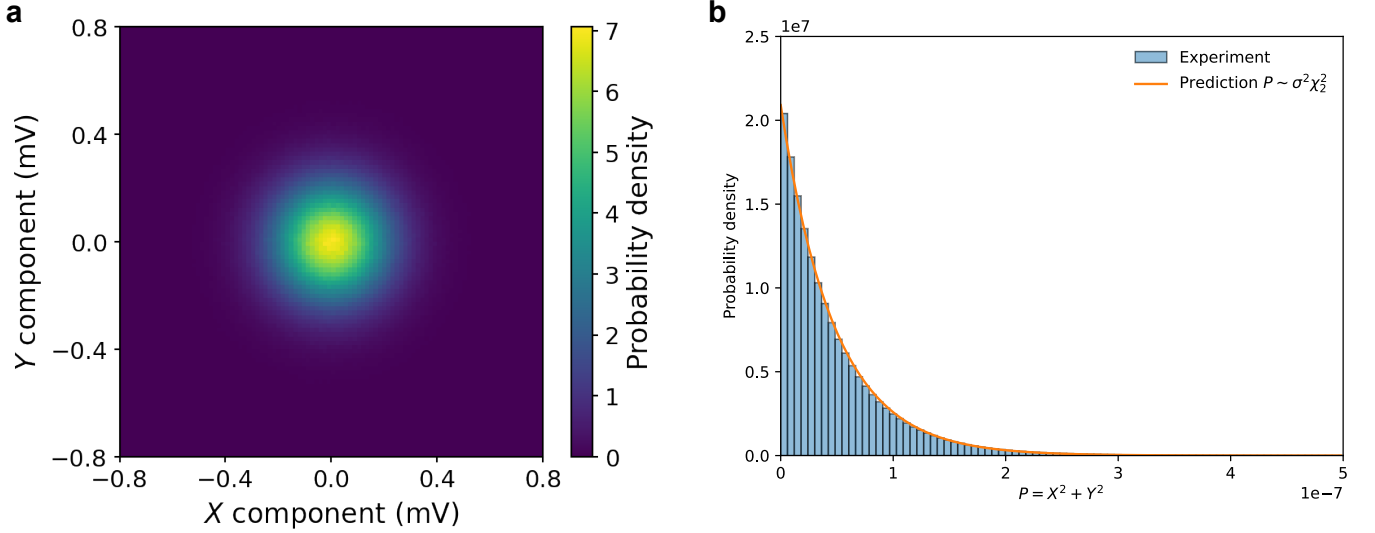 a
0.8
0.4
0.0
−0.4
−0.8
Y component (mV)
−0.8 −0.4 0.0 0.4 0.8
X component (mV)
7
6
5
4
3
2
1
0
Probability density
b
1e7
2.5
2.0
1.5
1.0
0.5
0.0
Probability density
Experiment
Prediction P ~ σ²χ₂²
0 1 2 3 4 5
P = X² + Y²
1e−7